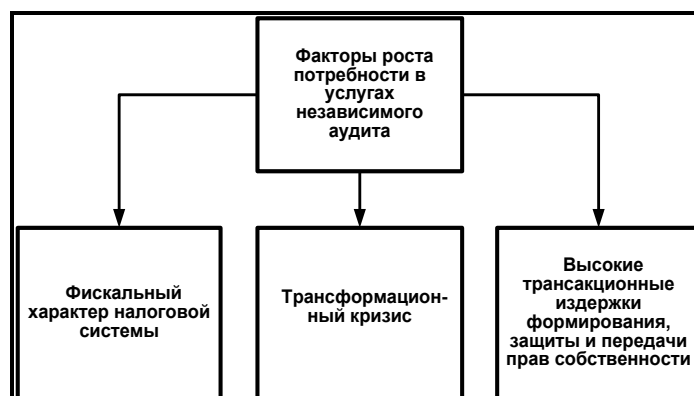 Факторы роста
потребности в
услугах
независимого
аудита
Фискальный
характер налоговой
системы
Трансформацион-
ный кризис
Высокие
трансакционные
издержки
формирования,
защиты и передачи
прав собственности